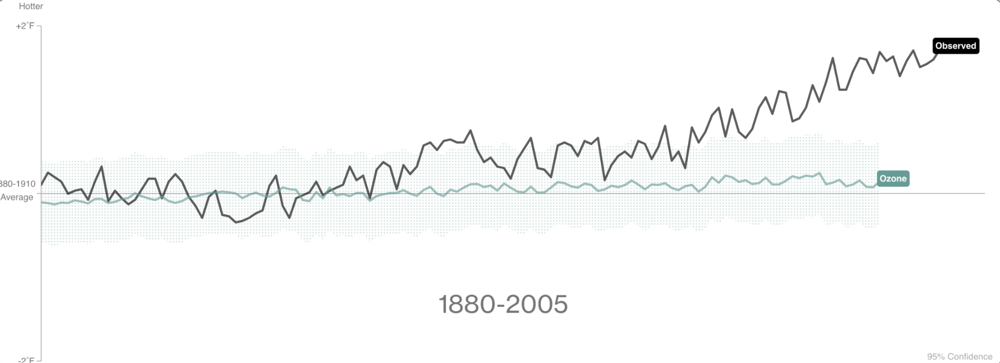 Hotter
+2°F
Observed
Ozone
880-1910
Average
1880-2005
-2°F
95% Confidence